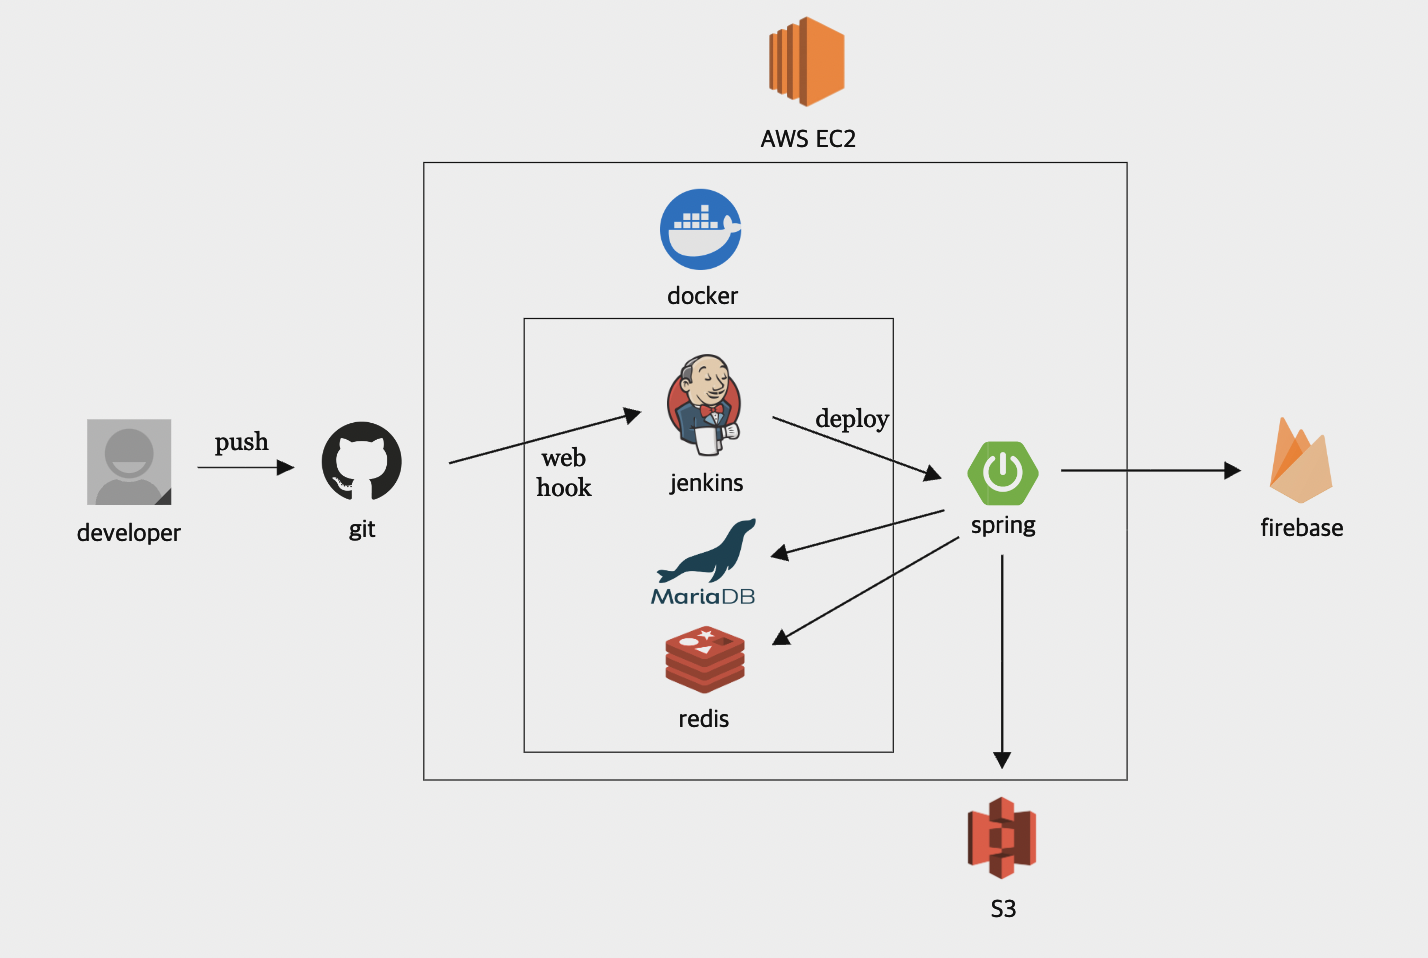 AWS EC2
docker
push
developer
git
web
hook
jenkins
deploy
spring
firebase
MariaDB
redis
S3